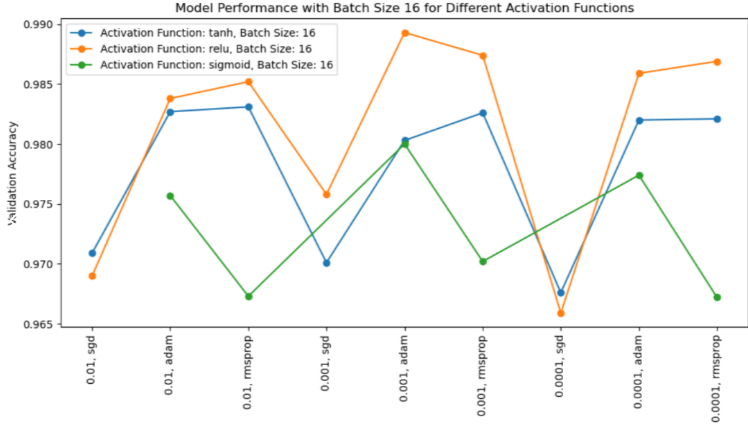 Model Performance with Batch Size 16 for Different Activation Functions
Activation Function: tanh, Batch Size: 16
Activation Function: relu, Batch Size: 16
Activation Function: sigmoid, Batch Size: 16
Validation Accuracy
0.990
0.985
0.980
0.975
0.970
0.965
0.01, sgd
0.01, adam
0.01, rmsprop
0.001, sgd
0.001, adam
0.001, rmsprop
0.0001, sgd
0.0001, adam
0.0001, rmsprop